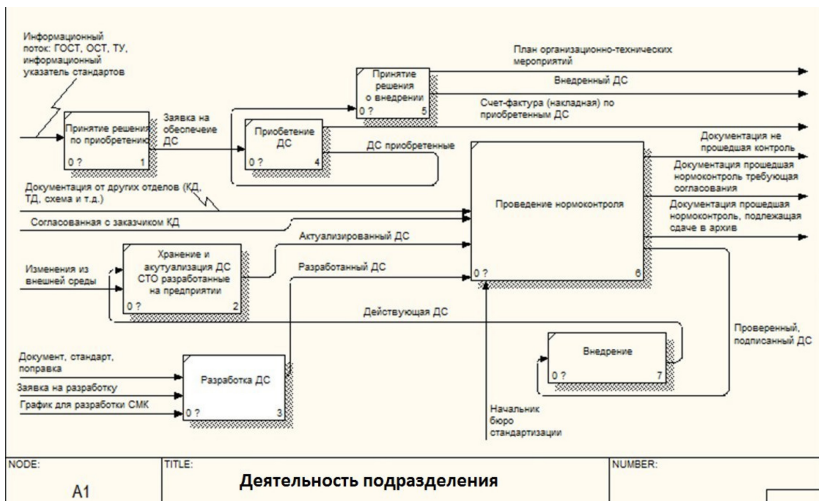 Информационный
поток: ГОСТ, ОСТ, ТУ,
информационный
указатель стандартов
Принятие решения
по приобретению
0 ?
1
Заявка на
обеспечеие
ДС
Приобетение
ДС
0 ?
4
Принятие
решения
о внедрении
0 ?
5
План организационно-технических
мероприятий
Внедренный ДС
Счет-фактура (накладная) по
приобретенным ДС
ДС приобретенные
Документация не
прошедшая контроль
Документация прошедшая
нормоконтроль требующая
согласования
Документация прошедшая
нормоконтроль, подлежащая
сдаче в архив
Проведение нормоконтроля
0 ?
6
Документация от других отделов (КД,
ТД, схема и т.д.)
Согласованная с заказчиком КД
Актуализированный ДС
Хранение и
акутуализация ДС
СТО разработанные
на предприятии
0 ?
2
Изменения из
внешней среды
Разработанный ДС
Действующая ДС
Проверенный,
подписанный ДС
Внедрение
0 ?
7
Документ, стандарт,
поправка
Заявка на разработку
График для разработки СМК
Разработка ДС
0 ?
3
Начальник
бюро
стандартизации
NODE:
TITLE:
NUMBER:
A1
Деятельность подразделения